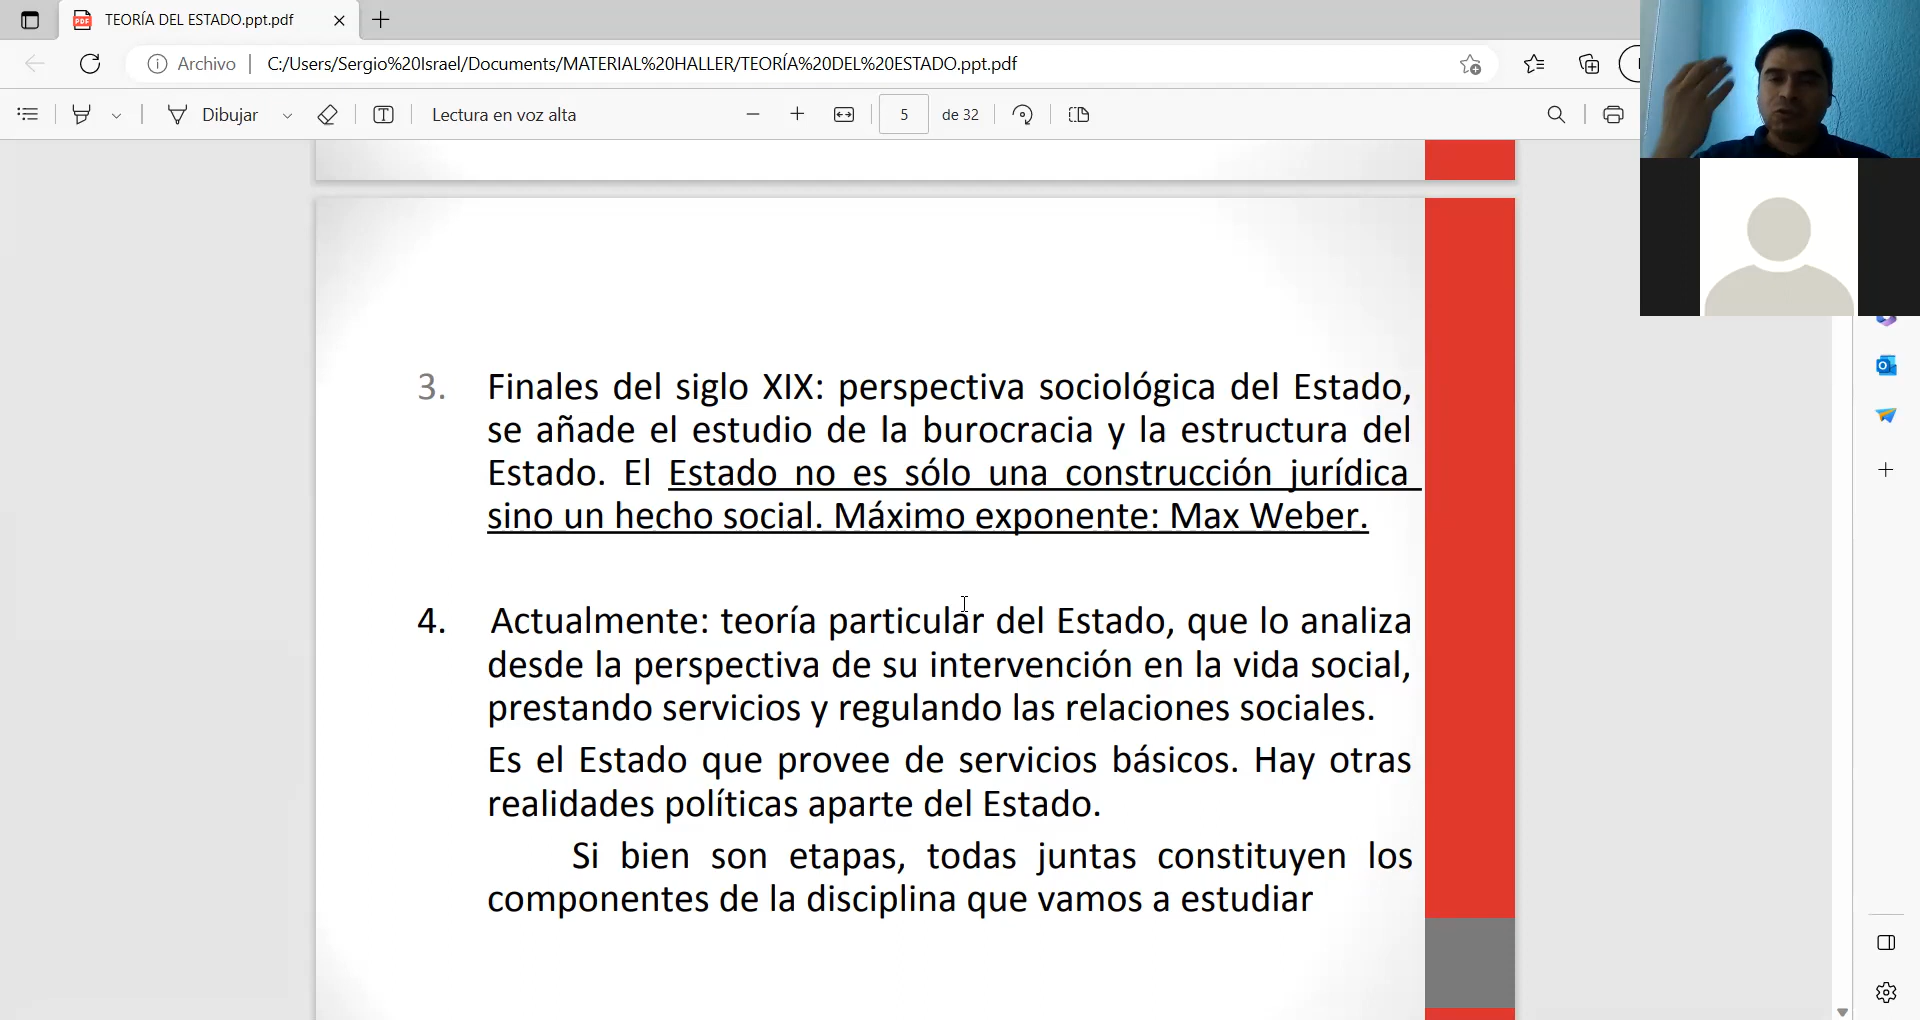 TEORÍA DEL ESTADO.ppt.pdf
Archivo
C:/Users/Sergio%20Israel/Documents/MATERIAL%20HALLER/TEORÍA%20DEL%20ESTADO.ppt.pdf
Dibujar
Lectura en voz alta
5
de 32
3. Finales del siglo XIX: perspectiva sociológica del Estado,
se añade el estudio de la burocracia y la estructura del
Estado. El Estado no es sólo una construcción jurídica
sino un hecho social. Máximo exponente: Max Weber.
4. Actualmente: teoría particular del Estado, que lo analiza
desde la perspectiva de su intervención en la vida social,
prestando servicios y regulando las relaciones sociales.
Es el Estado que provee de servicios básicos. Hay otras
realidades políticas aparte del Estado.
Si bien son etapas, todas juntas constituyen los
componentes de la disciplina que vamos a estudiar